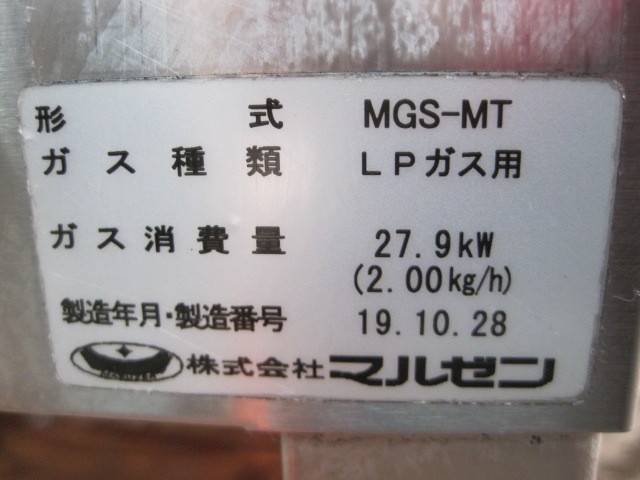 形式 MGS-MT
ガス種類 LPガス用
ガス消費量 27.9kW
(2.00kg/h)
製造年月・製造番号 19.10.28
MARUZEN 株式会社 マルゼン